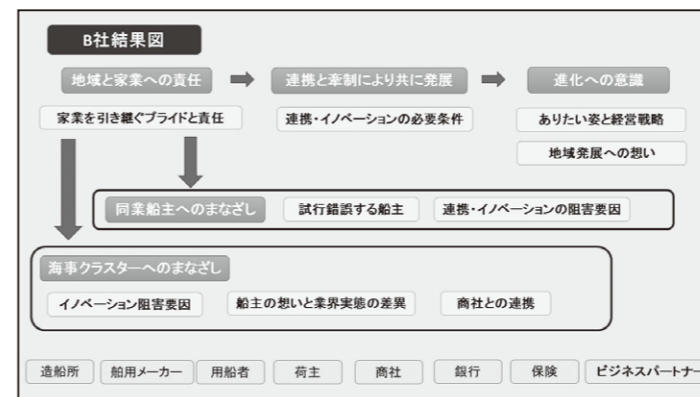 B社結果図
地域と家業への責任
連携と牽制により共に発展
進化への意識
家業を引き継ぐプライドと責任
連携・イノベーションの必要条件
ありたい姿と経営戦略
地域発展への想い
同業船主へのまなざし
試行錯誤する船主
連携・イノベーションの阻害要因
海事クラスターへのまなざし
イノベーション阻害要因
船主の想いと業界実態の差異
商社との連携
造船所
舶用メーカー
用船者
荷主
商社
銀行
保険
ビジネスパートナー